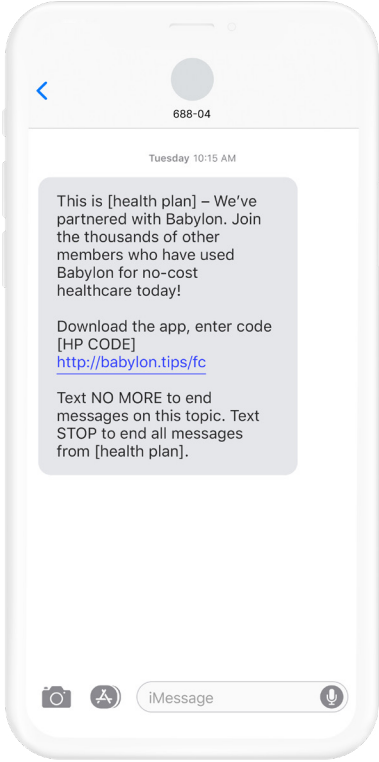 688-04
Tuesday 10:15 AM
This is [health plan] – We’ve
partnered with Babylon. Join
the thousands of other
members who have used
Babylon for no-cost
healthcare today!
Download the app, enter code
[HP CODE]
http://babylon.tips/fc
Text NO MORE to end
messages on this topic. Text
STOP to end all messages
from [health plan].
iMessage